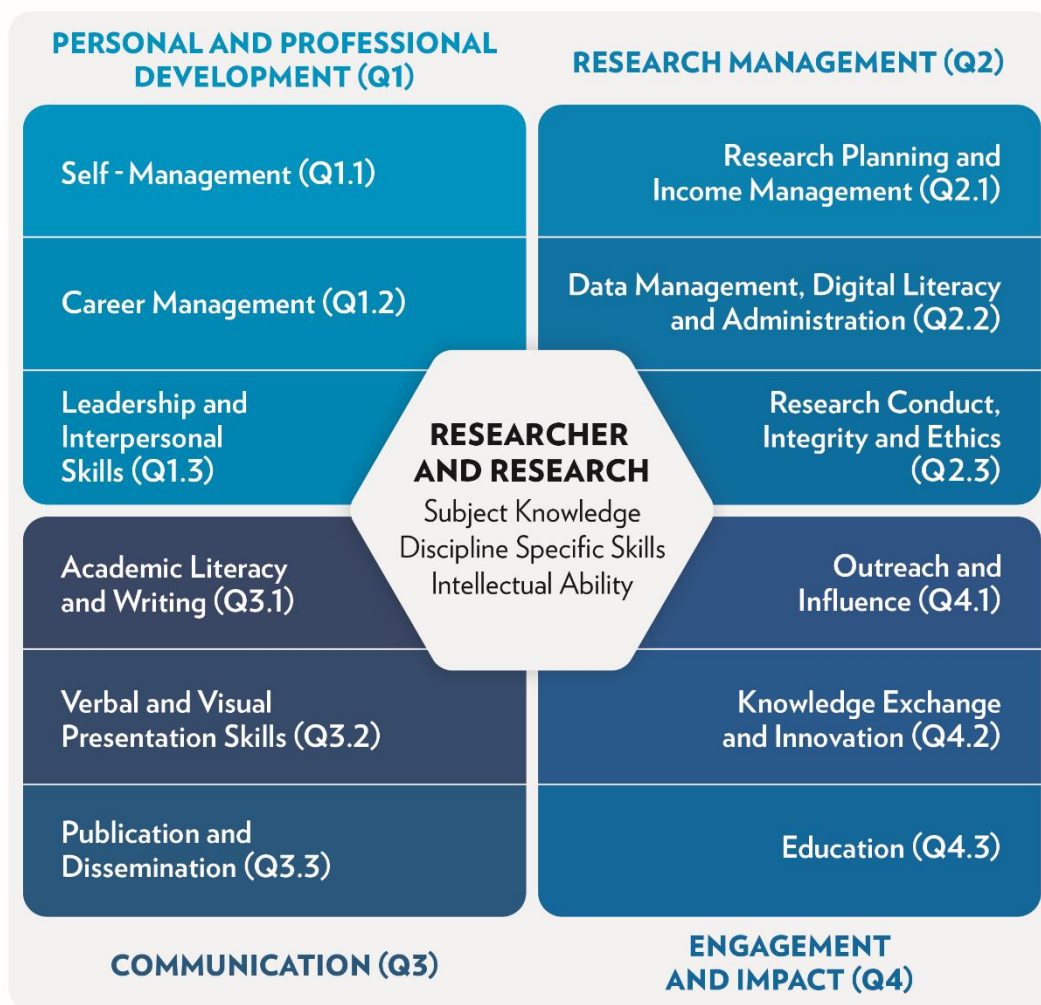 PERSONAL AND PROFESSIONAL
DEVELOPMENT (Q1)
Self - Management (Q1.1)
Career Management (Q1.2)
Leadership and
Interpersonal
Skills (Q1.3)
RESEARCH MANAGEMENT (Q2)
Research Planning and
Income Management (Q2.1)
Data Management, Digital Literacy
and Administration (Q2.2)
Research Conduct,
Integrity and Ethics
(Q2.3)
RESEARCHER
AND RESEARCH
Subject Knowledge
Discipline Specific Skills
Intellectual Ability
Academic Literacy
and Writing (Q3.1)
Verbal and Visual
Presentation Skills (Q3.2)
Publication and
Dissemination (Q3.3)
COMMUNICATION (Q3)
Outreach and
Influence (Q4.1)
Knowledge Exchange
and Innovation (Q4.2)
Education (Q4.3)
ENGAGEMENT
AND IMPACT (Q4)